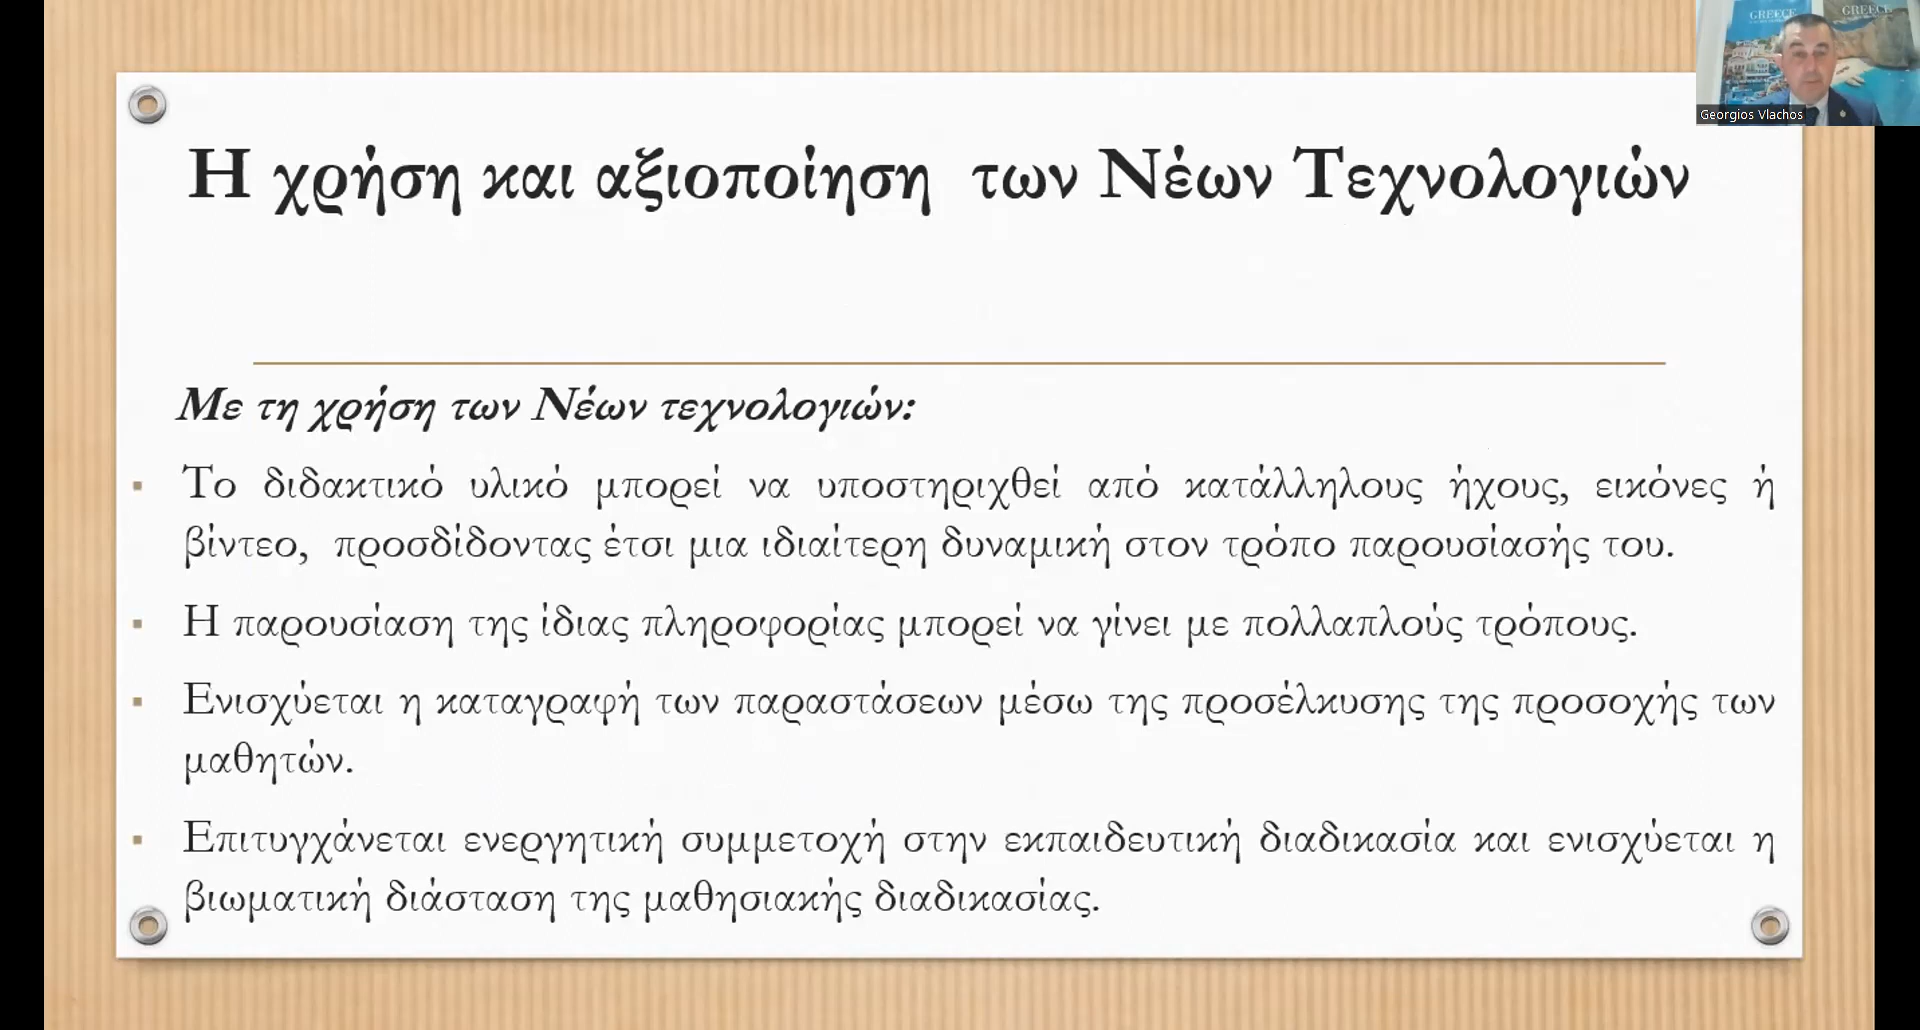 GREECE
GREECE
Georgios Vlachos
Η χρήση και αξιοποίηση των Νέων Τεχνολογιών
Με τη χρήση των Νέων τεχνολογιών:
▪ Το διδακτικό υλικό μπορεί να υποστηριχθεί από κατάλληλους ήχους, εικόνες ή
βίντεο, προσδίδοντας έτσι μια ιδιαίτερη δυναμική στον τρόπο παρουσίασής του.
▪ Η παρουσίαση της ίδιας πληροφορίας μπορεί να γίνει με πολλαπλούς τρόπους.
▪ Ενισχύεται η καταγραφή των παραστάσεων μέσω της προσέλκυσης της προσοχής των
μαθητών.
▪ Επιτυγχάνεται ενεργητική συμμετοχή στην εκπαιδευτική διαδικασία και ενισχύεται η
βιωματική διάσταση της μαθησιακής διαδικασίας.